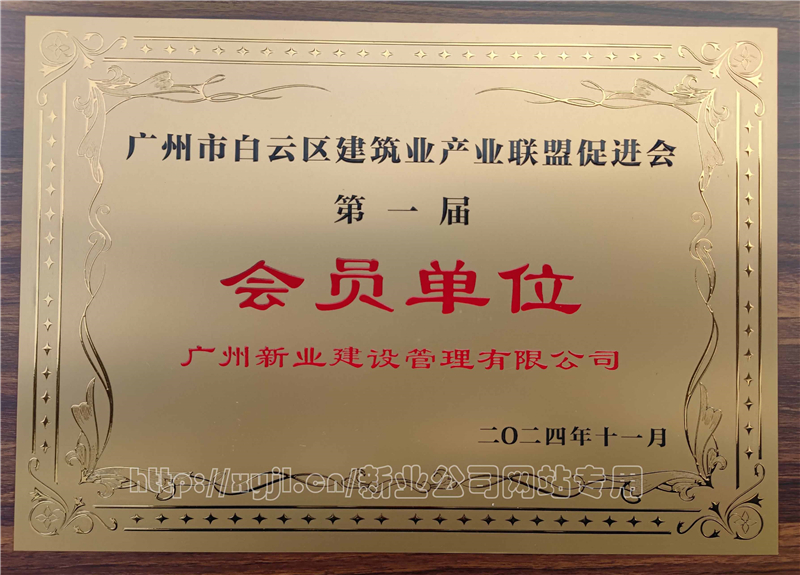 广州市白云区建筑业产业联盟促进会
第一届
会员单位
广州新业建设管理有限公司
二〇二四年十一月
http://xyjl.cn/新业公司网站专用